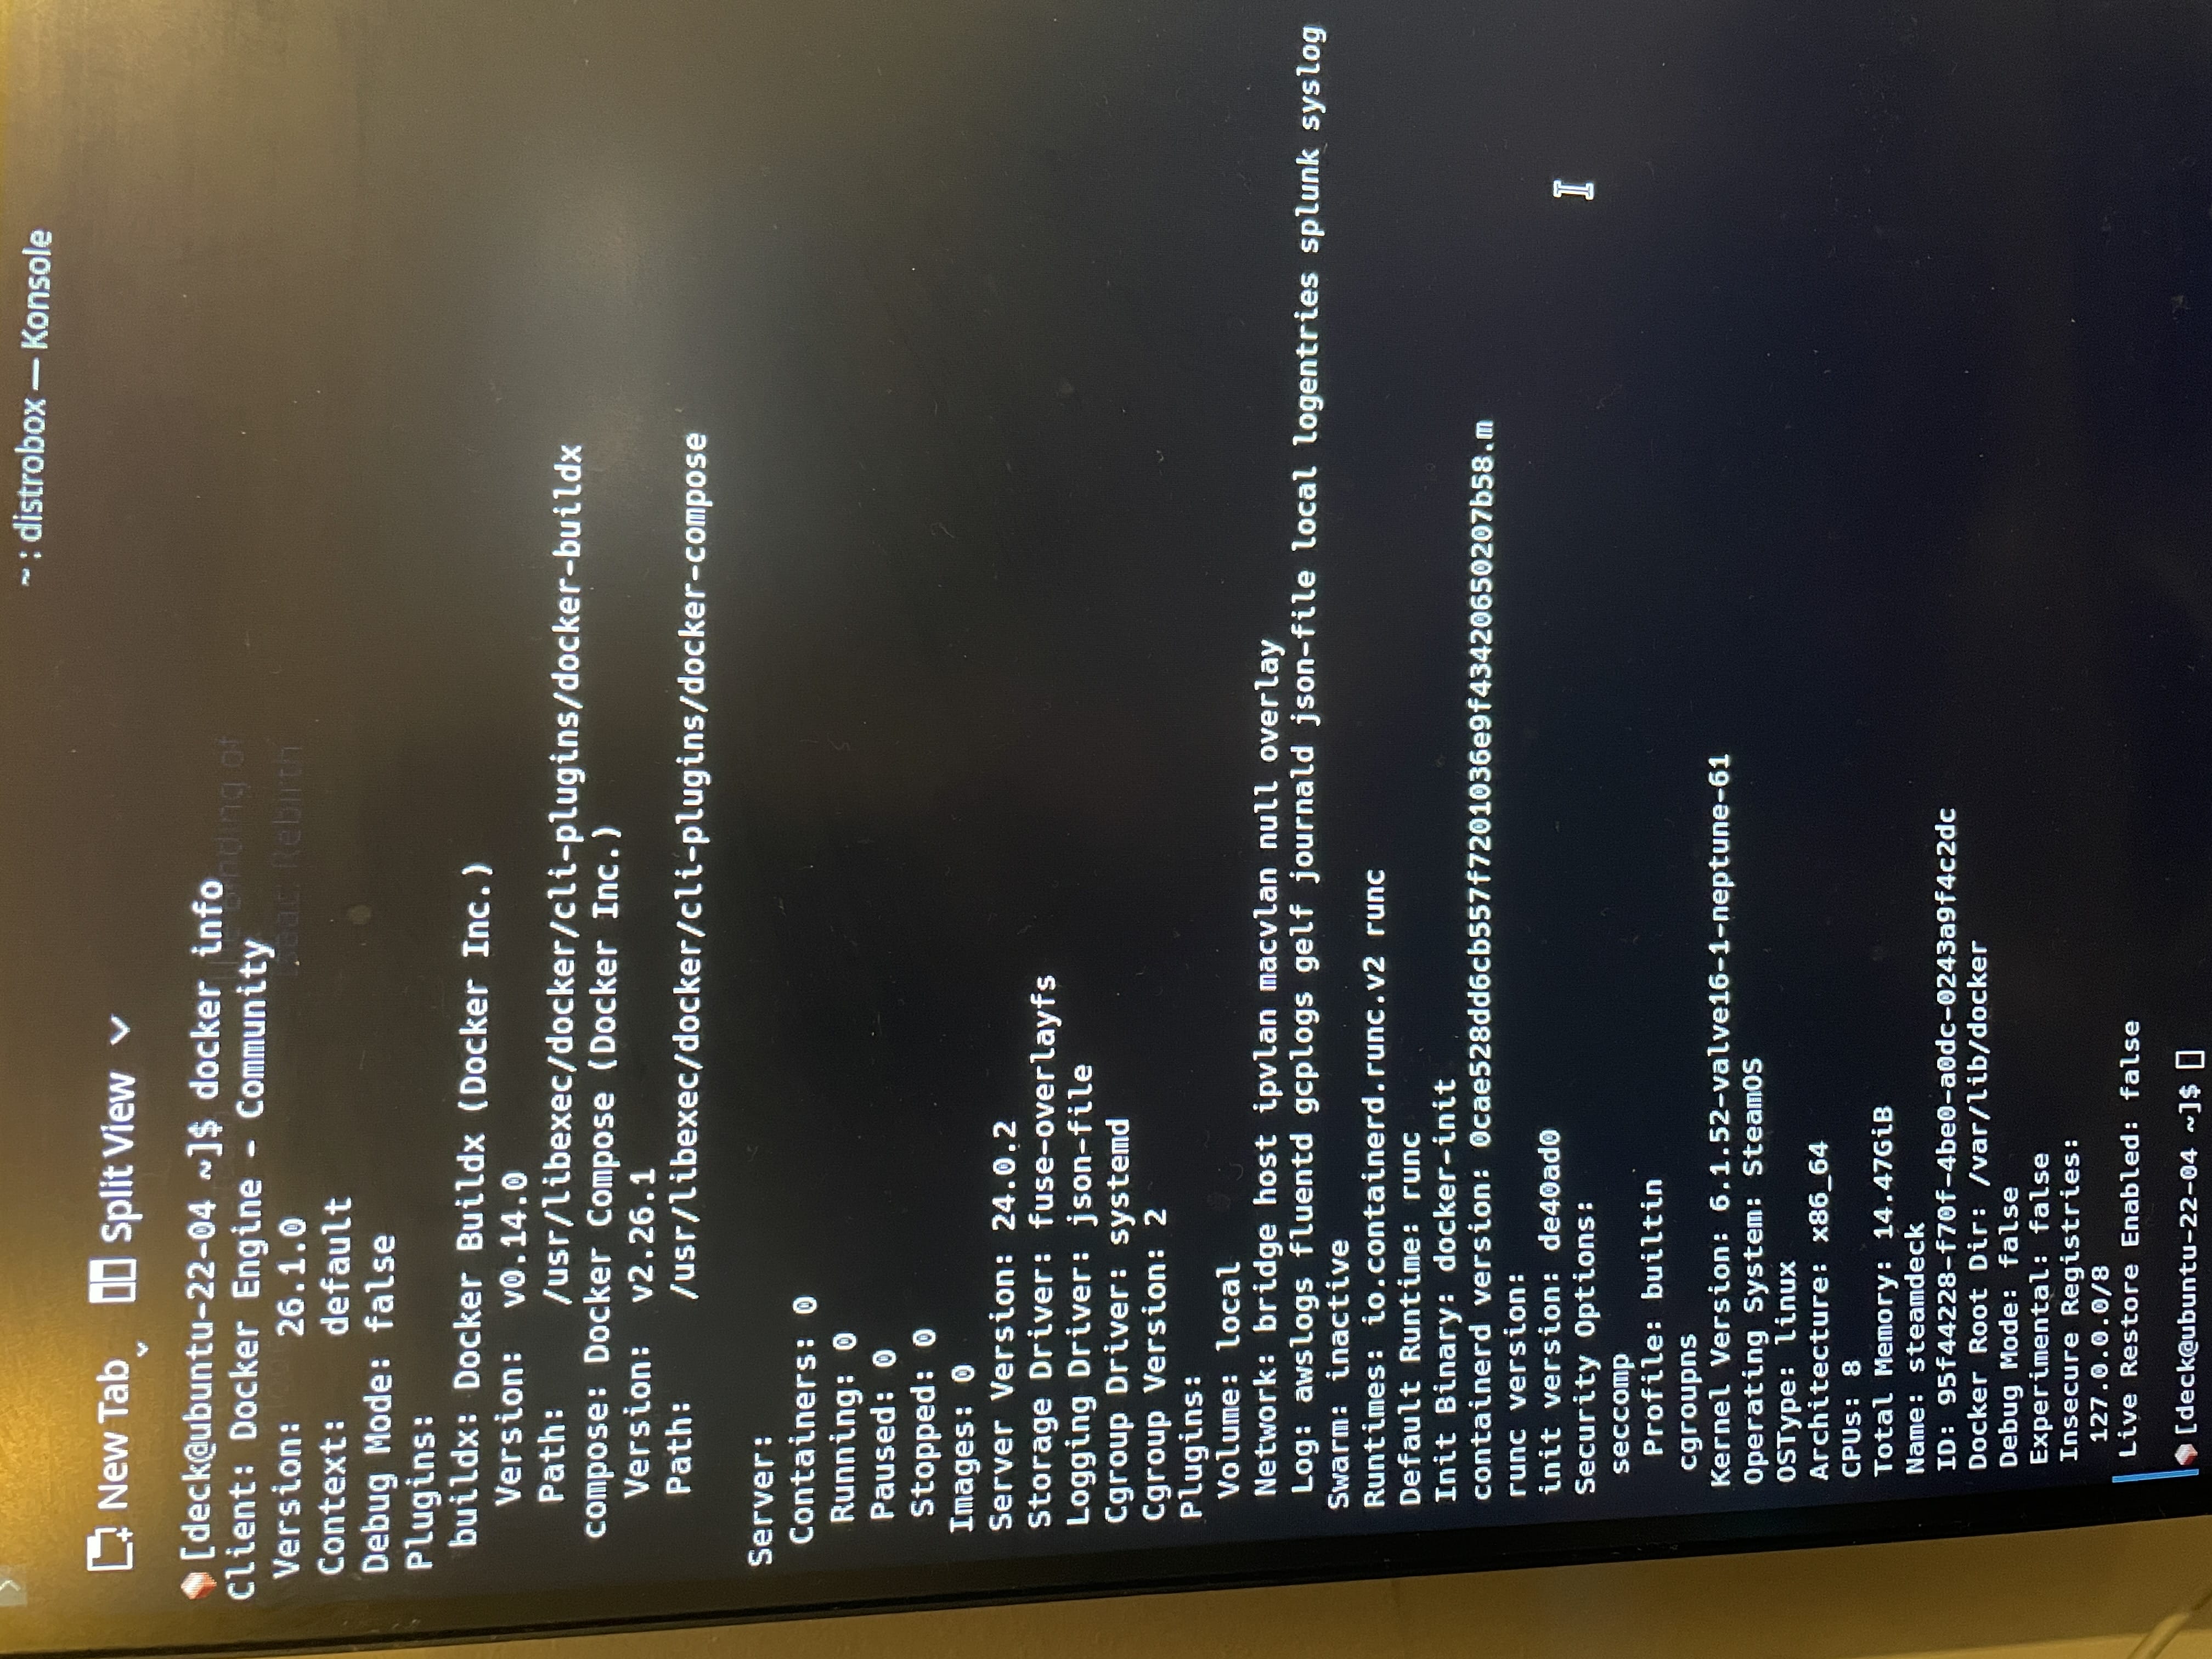 ~ : distrobox — Konsole
New Tab
Split View
[deck@ubuntu-22-04 ~]$ docker info
Client: Docker Engine - Community
Version: 26.1.0
Context: default
Debug Mode: false
Plugins:
buildx: Docker Buildx (Docker Inc.)
Version: v0.14.0
Path: /usr/libexec/docker/cli-plugins/docker-buildx
compose: Docker Compose (Docker Inc.)
Version: v2.26.1
Path: /usr/libexec/docker/cli-plugins/docker-compose
Server:
Containers: 0
Running: 0
Paused: 0
Stopped: 0
Images: 0
Server Version: 24.0.2
Storage Driver: fuse-overlayfs
Logging Driver: json-file
Cgroup Driver: systemd
Cgroup Version: 2
Plugins:
Volume: local
Network: bridge host ipvlan macvlan null overlay
Log: awslogs fluentd gcplogs gelf journald json-file local logentries splunk syslog
Swarm: inactive
Runtimes: io.containerd.runc.v2 runc
Default Runtime: runc
Init Binary: docker-init
containerd version: 0cae528dd6cb557f7201036e9f43420650207b58.m
runc version:
init version: de40ad0
Security Options:
seccomp
Profile: builtin
cgroupns
Kernel Version: 6.1.52-valve16-1-neptune-61
Operating System: SteamOS
OSType: linux
Architecture: x86_64
CPUs: 8
Total Memory: 14.47GiB
Name: steamdeck
ID: 95f44228-f70f-4be0-a0dc-0243a9f4c2dc
Docker Root Dir: /var/lib/docker
Debug Mode: false
Experimental: false
Insecure Registries:
127.0.0.0/8
Live Restore Enabled: false
[deck@ubuntu-22-04 ~]$